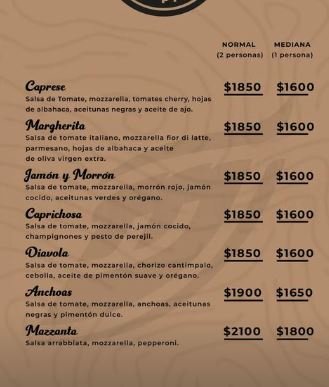 NORMAL MEDIANA
(2 personas) (1 persona)
Caprese $1850 $1600
Salsa de Tomate, mozzarella, tomates cherry, hojas
de albahaca, aceitunas negras y aceite de ajo.
Margherita $1850 $1600
Salsa de tomate italiano, mozzarella fior di latte,
parmesano, hojas de albahaca y aceite
de oliva virgen extra.
Jamón y Morrón $1850 $1600
Salsa de tomate, mozzarella, morrón rojo, jamón
cocido, aceitunas verdes y orégano.
Caprichosa $1850 $1600
Salsa de tomate, mozzarella, jamón cocido,
champignones y pesto de perejil.
Diavola $1850 $1600
Salsa de tomate, mozzarella, chorizo cantimpalo,
cebolla, aceite de pimentón suave y orégano.
Anchoas $1900 $1650
Salsa de tomate, mozzarella, anchoas, aceitunas
negras y pimentón dulce.
Mazzanta $2100 $1800
Salsa arrabbiata, mozzarella, pepperoni.